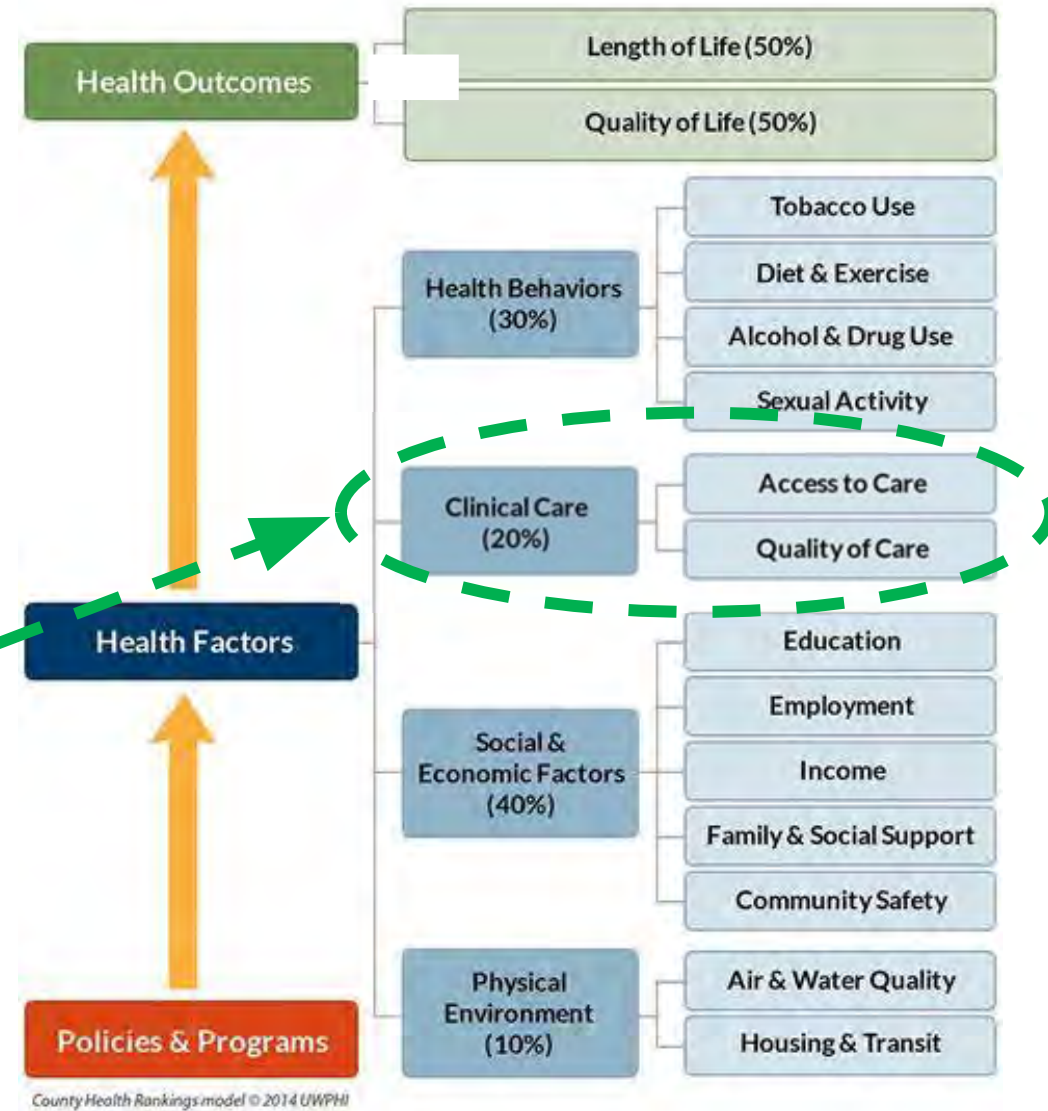 Health Outcomes
Length of Life (50%)
Quality of Life (50%)
Tobacco Use
Health Behaviors
(30%)
Diet & Exercise
Alcohol & Drug Use
Sexual Activity
Clinical Care
(20%)
Access to Care
Quality of Care
Health Factors
Education
Employment
Social &
Economic Factors
(40%)
Income
Family & Social Support
Community Safety
Physical
Environment
(10%)
Air & Water Quality
Housing & Transit
Policies & Programs
County Health Rankings model © 2014 UWPHI